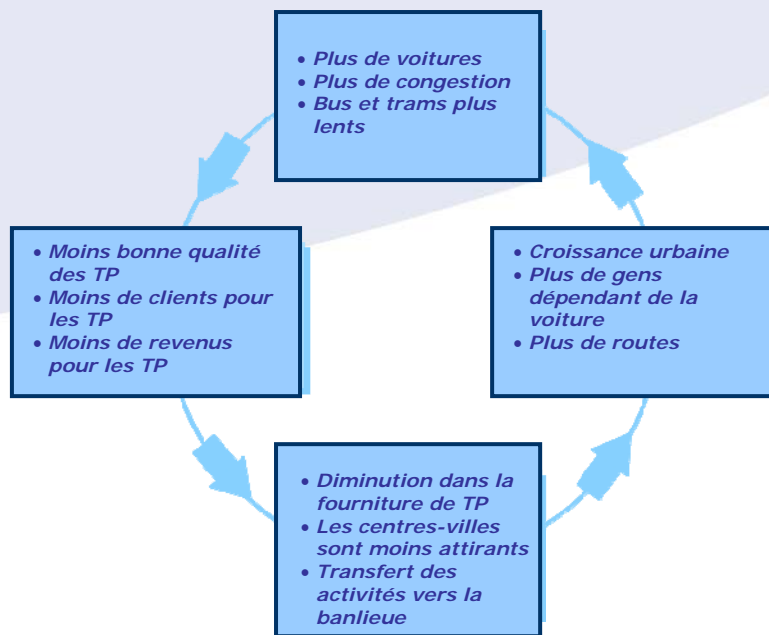 • Plus de voitures
• Plus de congestion
• Bus et trams plus
lents
• Moins bonne qualité
des TP
• Moins de clients pour
les TP
• Moins de revenus
pour les TP
• Croissance urbaine
• Plus de gens
dépendant de la
voiture
• Plus de routes
• Diminution dans la
fourniture de TP
• Les centres-villes
sont moins attirants
• Transfert des
activités vers la
banlieue